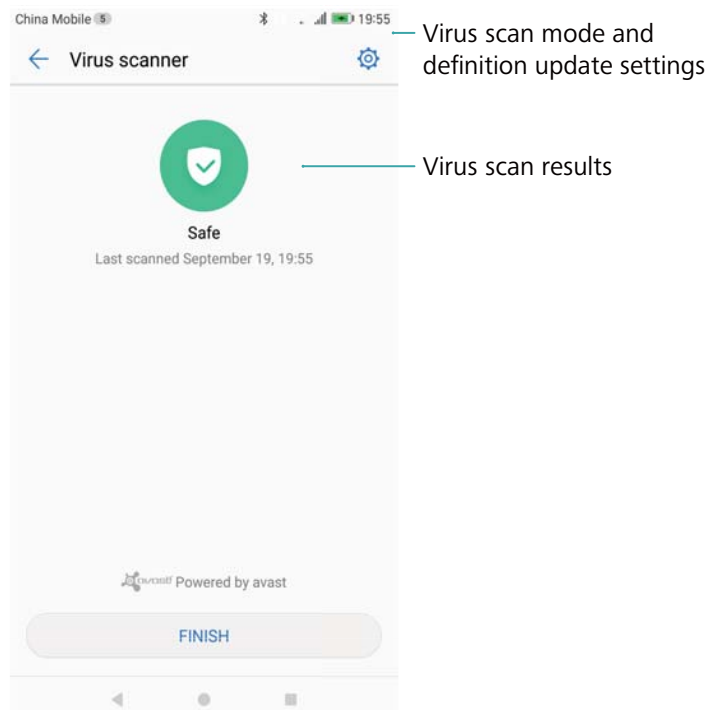 China Mobile 5 19:55
Virus scanner
Virus scan mode and
definition update settings
Virus scan results
Safe
Last scanned September 19, 19:55
avast! Powered by avast
FINISH